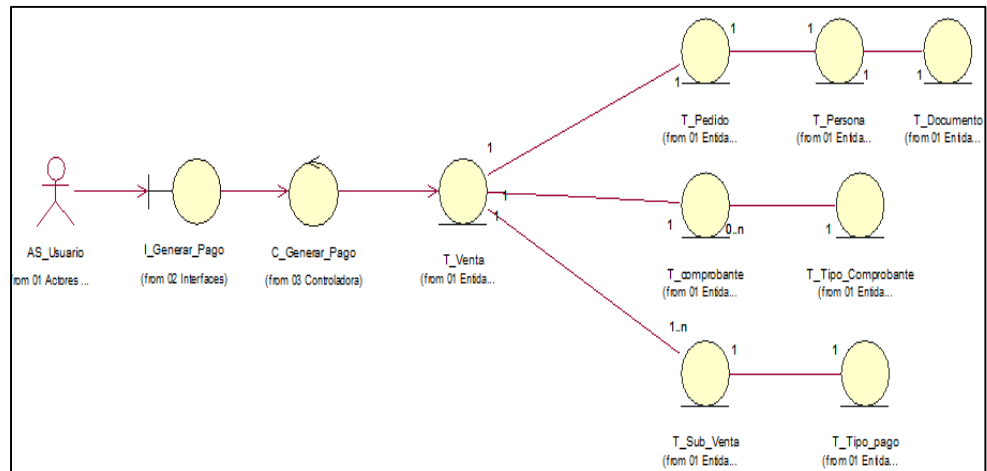 1
1
1
1
T_Pedido
(from 01 Entida...
T_Persona
(from 01 Entida...
T_Documento
(from 01 Entida...
1
1
1
AS_Usuario
from 01 Actores ...
I_Generar_Pago
(from 02 Interfaces)
C_Generar_Pago
(from 03 Controladora)
T_Venta
(from 01 Entida...
1
1
0..n
1
T_comprobante
(from 01 Entida...
T_Tipo_Comprobante
(from 01 Entida...
1..n
1
1
T_Sub_Venta
(from 01 Entida...
T_Tipo_pago
(from 01 Entida...